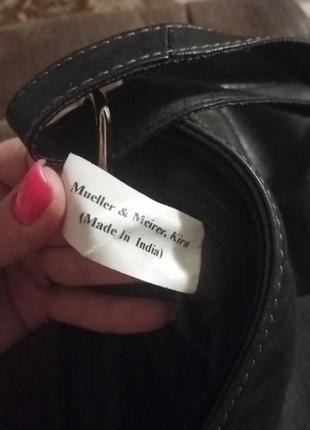 Mueller & Meirer, Kira
(Made In India)